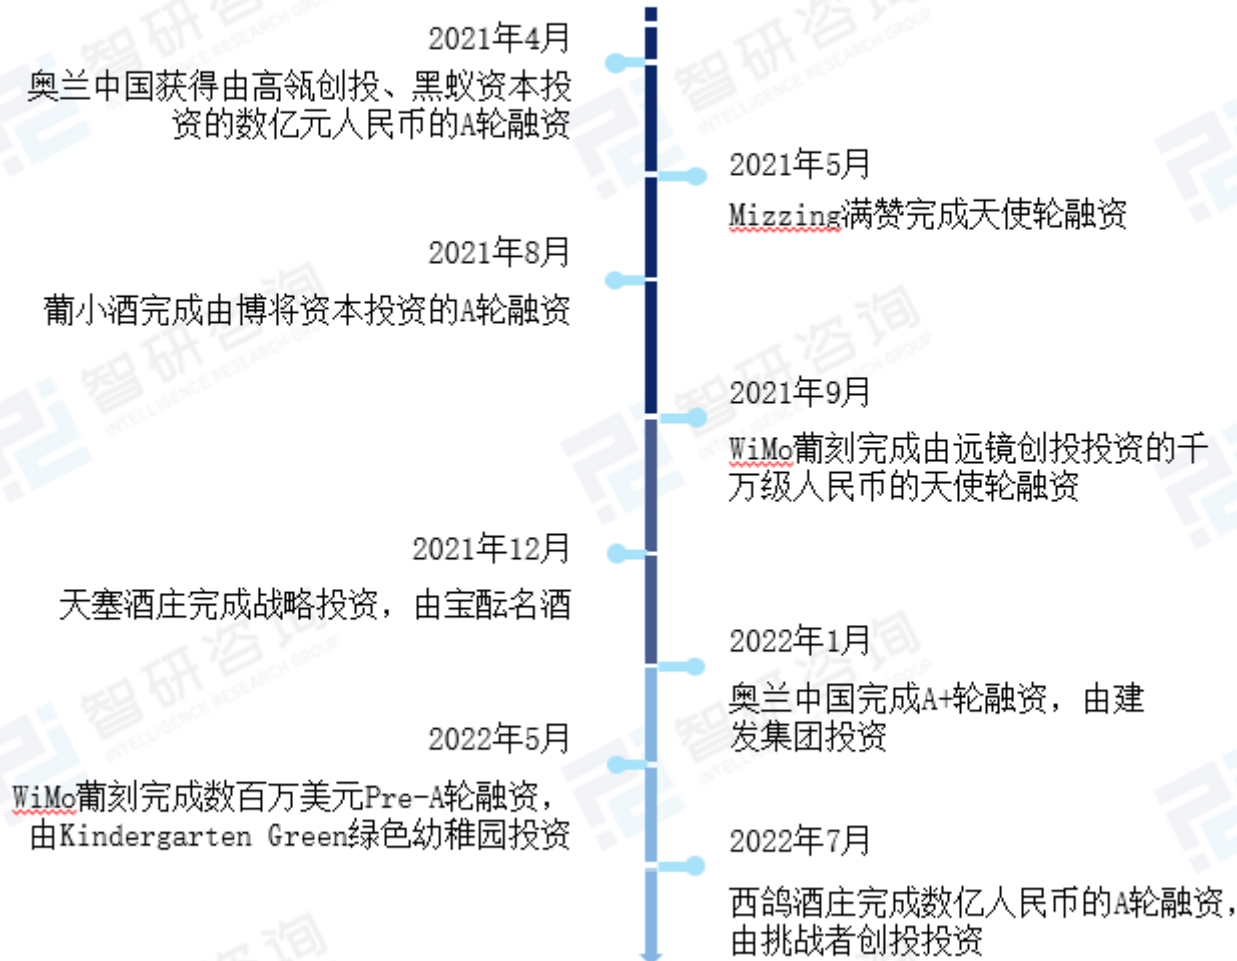 2021年4月
奥兰中国获得由高瓴创投、黑蚁资本投
资的数亿元人民币的A轮融资
2021年5月
Mizzing满赞完成天使轮融资
2021年8月
葡小酒完成由博将资本投资的A轮融资
2021年9月
WiMo葡刻完成由远镜创投投资的千
万级人民币的天使轮融资
2021年12月
天塞酒庄完成战略投资，由宝酝名酒
2022年1月
奥兰中国完成A+轮融资，由建
发集团投资
2022年5月
WiMo葡刻完成数百万美元Pre-A轮融资，
由Kindergarten Green绿色幼稚园投资
2022年7月
西鸽酒庄完成数亿人民币的A轮融资，
由挑战者创投投资
智研咨询
INTELLIGENCE RESEARCH GROUP